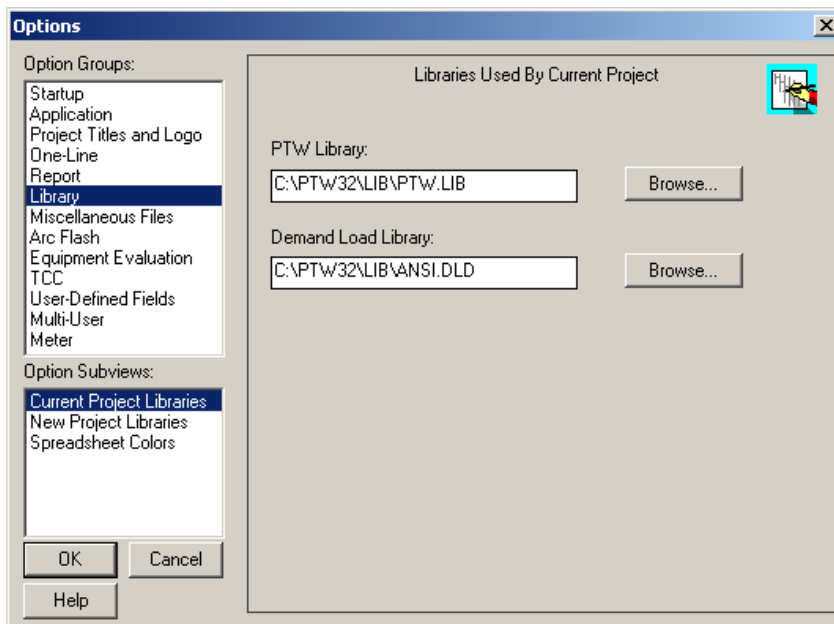 Options
Option Groups:
Startup
Application
Project Titles and Logo
One-Line
Report
Library
Miscellaneous Files
Arc Flash
Equipment Evaluation
TCC
User-Defined Fields
Multi-User
Meter
Option Subviews:
Current Project Libraries
New Project Libraries
Spreadsheet Colors
OK
Cancel
Help
Libraries Used By Current Project
PTW Library:
C:\PTW32\LIB\PTW.LIB
Browse...
Demand Load Library:
C:\PTW32\LIB\ANSI.DLD
Browse...